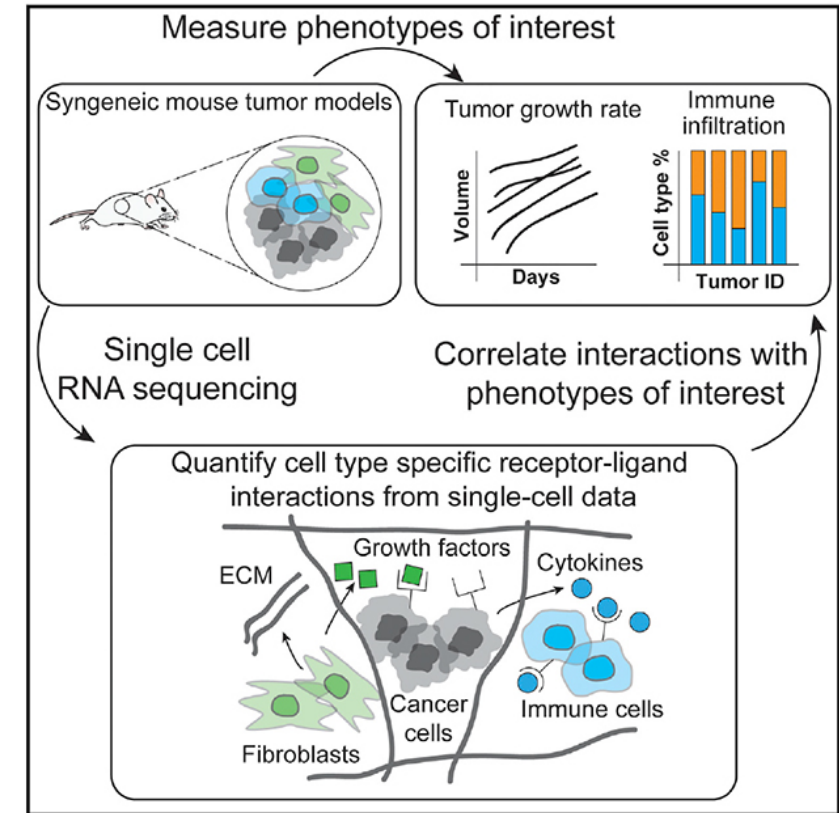 Measure phenotypes of interest
Syngeneic mouse tumor models
Tumor growth rate
Volume
Days
Immune
infiltration
Cell type %
Tumor ID
Single cell
RNA sequencing
Correlate interactions with
phenotypes of interest
Quantify cell type specific receptor-ligand
interactions from single-cell data
ECM
Growth factors
Cytokines
Cancer
cells
Immune cells
Fibroblasts